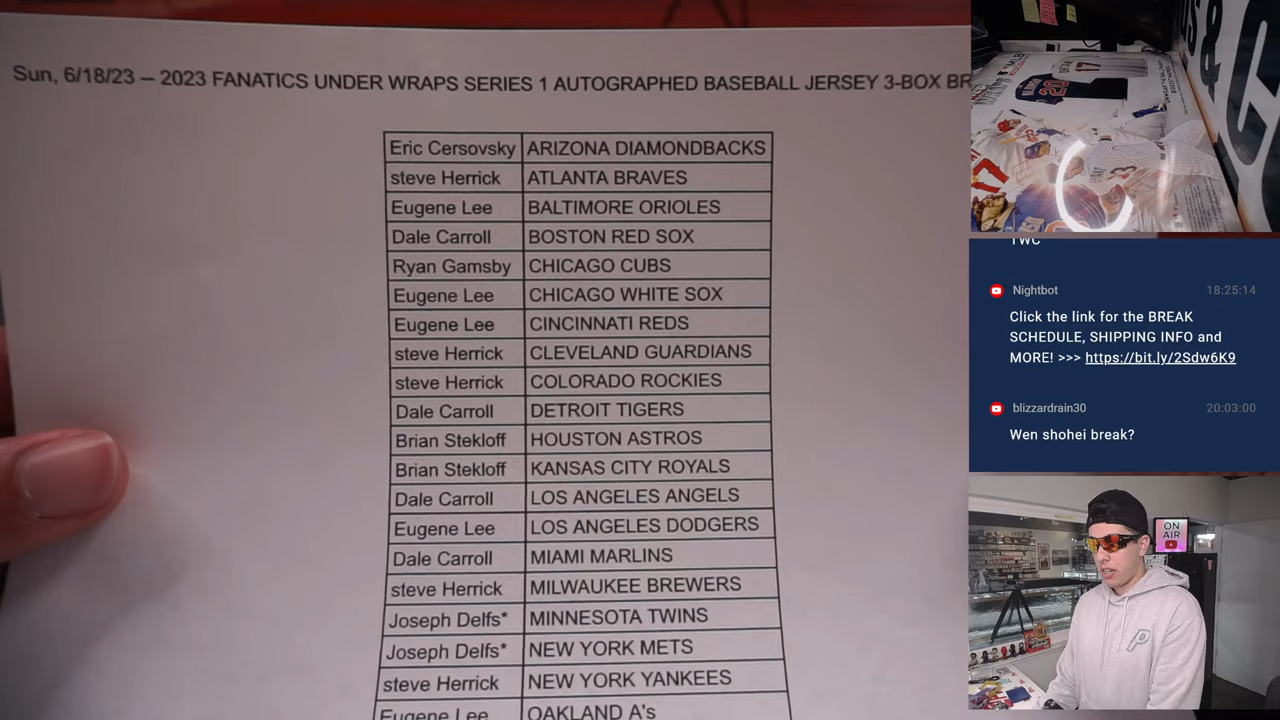 Sun, 6/18/23 -- 2023 FANATICS UNDER WRAPS SERIES 1 AUTOGRAPHED BASEBALL JERSEY 3-BOX BR
Eric Cersovsky ARIZONA DIAMONDBACKS
steve Herrick ATLANTA BRAVES
Eugene Lee BALTIMORE ORIOLES
Dale Carroll BOSTON RED SOX
Ryan Gamsby CHICAGO CUBS
Eugene Lee CHICAGO WHITE SOX
Eugene Lee CINCINNATI REDS
steve Herrick CLEVELAND GUARDIANS
steve Herrick COLORADO ROCKIES
Dale Carroll DETROIT TIGERS
Brian Stekloff HOUSTON ASTROS
Brian Stekloff KANSAS CITY ROYALS
Dale Carroll LOS ANGELES ANGELS
Eugene Lee LOS ANGELES DODGERS
Dale Carroll MIAMI MARLINS
steve Herrick MILWAUKEE BREWERS
Joseph Delfs* MINNESOTA TWINS
Joseph Delfs* NEW YORK METS
steve Herrick NEW YORK YANKEES
Eugene Lee OAKLAND A's
17
20
17
&
TWC
Nightbot 18:25:14
Click the link for the BREAK
SCHEDULE, SHIPPING INFO and
MORE! >>> https://bit.ly/2Sdw6K9
blizzardrain30 20:03:00
Wen shohei break?
ON
AIR